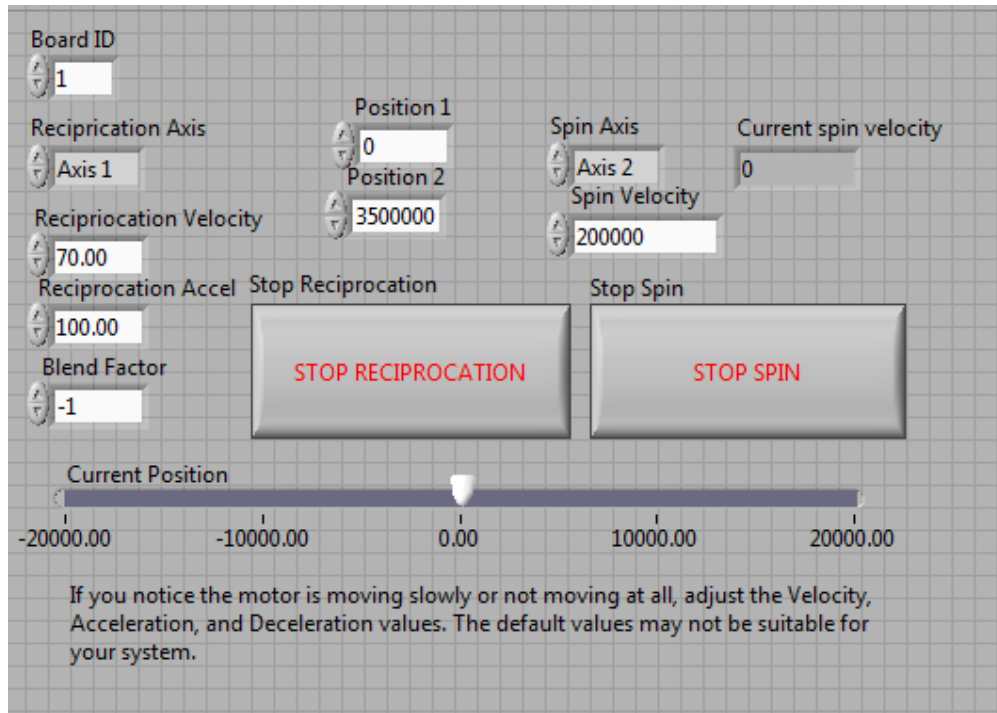 Board ID
1
Reciprication Axis
Axis 1
Position 1
0
Position 2
3500000
Spin Axis
Axis 2
Current spin velocity
0
Spin Velocity
200000
Recipriocation Velocity
70.00
Reciprocation Accel
100.00
Blend Factor
-1
Stop Reciprocation
STOP RECIPROCATION
Stop Spin
STOP SPIN
Current Position
-20000.00 -10000.00 0.00 10000.00 20000.00
If you notice the motor is moving slowly or not moving at all, adjust the Velocity,
Acceleration, and Deceleration values. The default values may not be suitable for
your system.